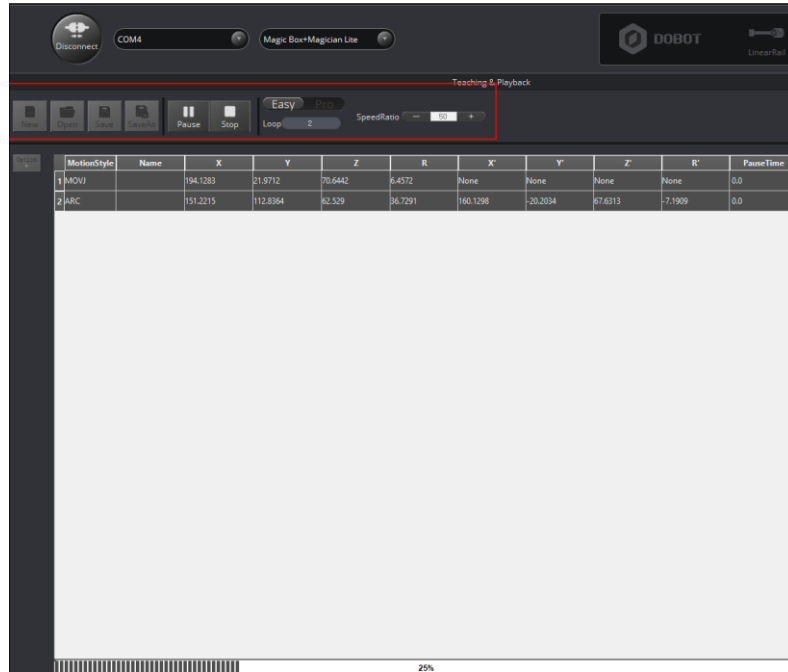 Disconnect COM4 Magic Box+Magician Lite DOBOT LinearRail
Teaching & Playback
Easy Pro
New Open Save SaveAs Pause Stop Loop 2 SpeedRatio − 50 +
Option MotionStyle Name X Y Z R X' Y' Z' R' PauseTime
1 MOVJ 194.1283 21.9712 70.6442 6.4572 None None None None 0.0
2 ARC 151.2215 112.8364 62.529 36.7291 160.1298 -20.2034 67.6313 -7.1909 0.0
25%